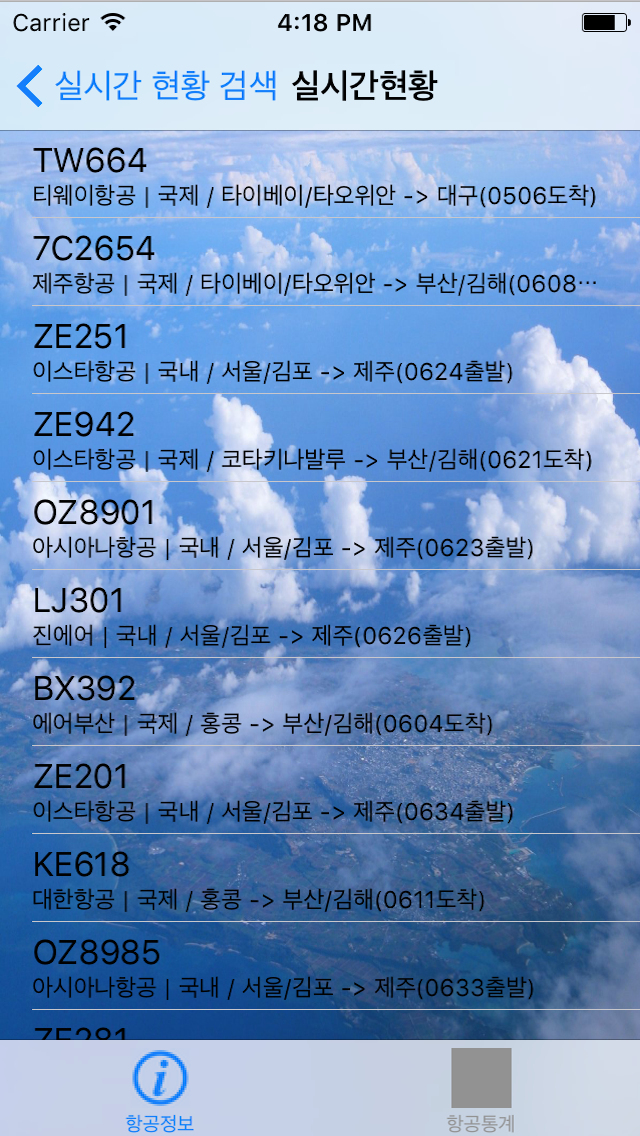 Carrier 4:18 PM
실시간 현황 검색 실시간현황
TW664
티웨이항공 | 국제 / 타이베이/타오위안 -> 대구(0506도착)
7C2654
제주항공 | 국제 / 타이베이/타오위안 -> 부산/김해(0608…
ZE251
이스타항공 | 국내 / 서울/김포 -> 제주(0624출발)
ZE942
이스타항공 | 국제 / 코타키나발루 -> 부산/김해(0621도착)
OZ8901
아시아나항공 | 국내 / 서울/김포 -> 제주(0623출발)
LJ301
진에어 | 국내 / 서울/김포 -> 제주(0626출발)
BX392
에어부산 | 국제 / 홍콩 -> 부산/김해(0604도착)
ZE201
이스타항공 | 국내 / 서울/김포 -> 제주(0634출발)
KE618
대한항공 | 국제 / 홍콩 -> 부산/김해(0611도착)
OZ8985
아시아나항공 | 국내 / 서울/김포 -> 제주(0633출발)
ZE281
항공정보 항공통계